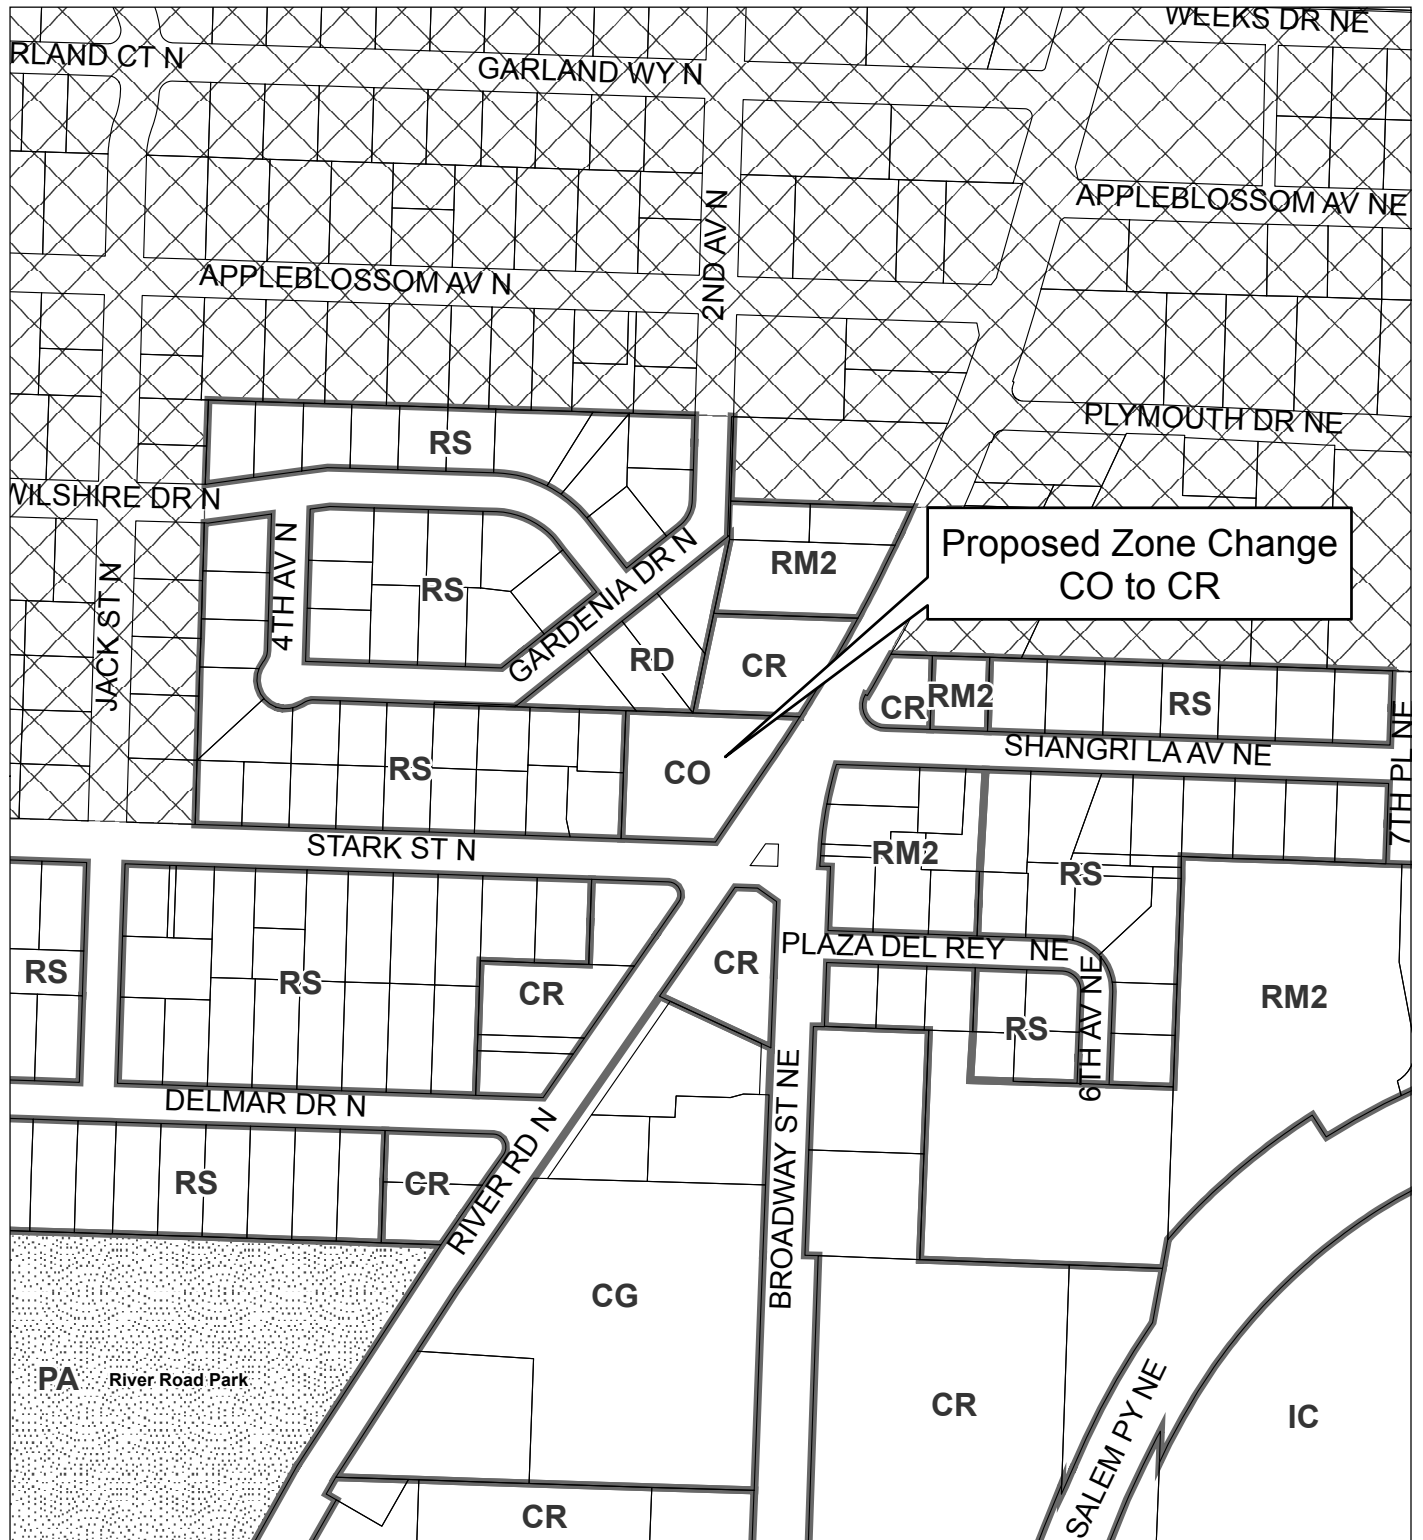 WEEKS DR NE
RLAND CT N
GARLAND WY N
APPLEBLOSSOM AV NE
2ND AV N
APPLEBLOSSOM AV N
PLYMOUTH DR NE
RS
WILSHIRE DR N
4TH AV N
JACK ST N
RS
GARDENIA DR N
RM2
Proposed Zone Change
CO to CR
RD
CR
CR
RM2
RS
7TH PL NE
SHANGRI LA AV NE
RS
CO
STARK ST N
RM2
RS
PLAZA DEL REY NE
6TH AV NE
RS
RS
CR
CR
RS
RM2
DELMAR DR N
RIVER RD N
BROADWAY ST NE
RS
CR
CG
PA
River Road Park
CR
IC
SALEM PY NE
CR